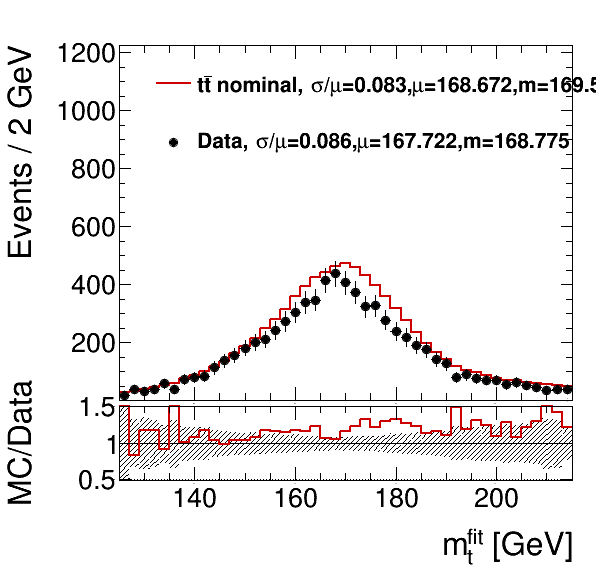 Events / 2 GeV
1200
1000
800
600
400
200
tt̄ nominal, σ/μ=0.083,μ=168.672,m=169.5
Data, σ/μ=0.086,μ=167.722,m=168.775
MC/Data
1.5
1
0.5
140 160 180 200
m_t^fit [GeV]